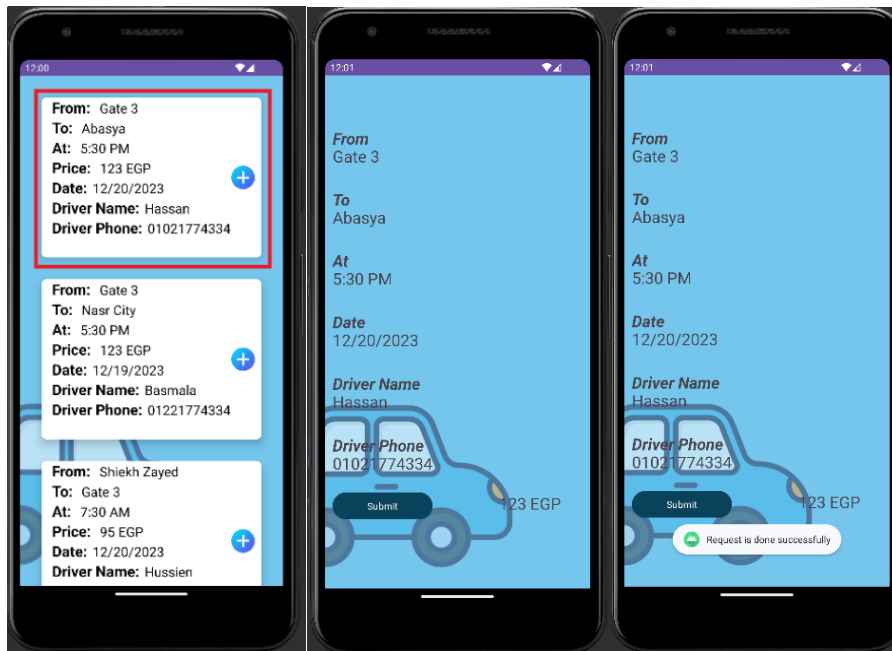 12:00
From: Gate 3
To: Abasya
At: 5:30 PM
Price: 123 EGP
Date: 12/20/2023
Driver Name: Hassan
Driver Phone: 01021774334
From: Gate 3
To: Nasr City
At: 5:30 PM
Price: 123 EGP
Date: 12/19/2023
Driver Name: Basmala
Driver Phone: 01221774334
From: Shiekh Zayed
To: Gate 3
At: 7:30 AM
Price: 95 EGP
Date: 12/20/2023
Driver Name: Hussien
12:01
From
Gate 3
To
Abasya
At
5:30 PM
Date
12/20/2023
Driver Name
Hassan
Driver Phone
01021774334
Submit
123 EGP
12:01
From
Gate 3
To
Abasya
At
5:30 PM
Date
12/20/2023
Driver Name
Hassan
Driver Phone
01021774334
Submit
123 EGP
Request is done successfully